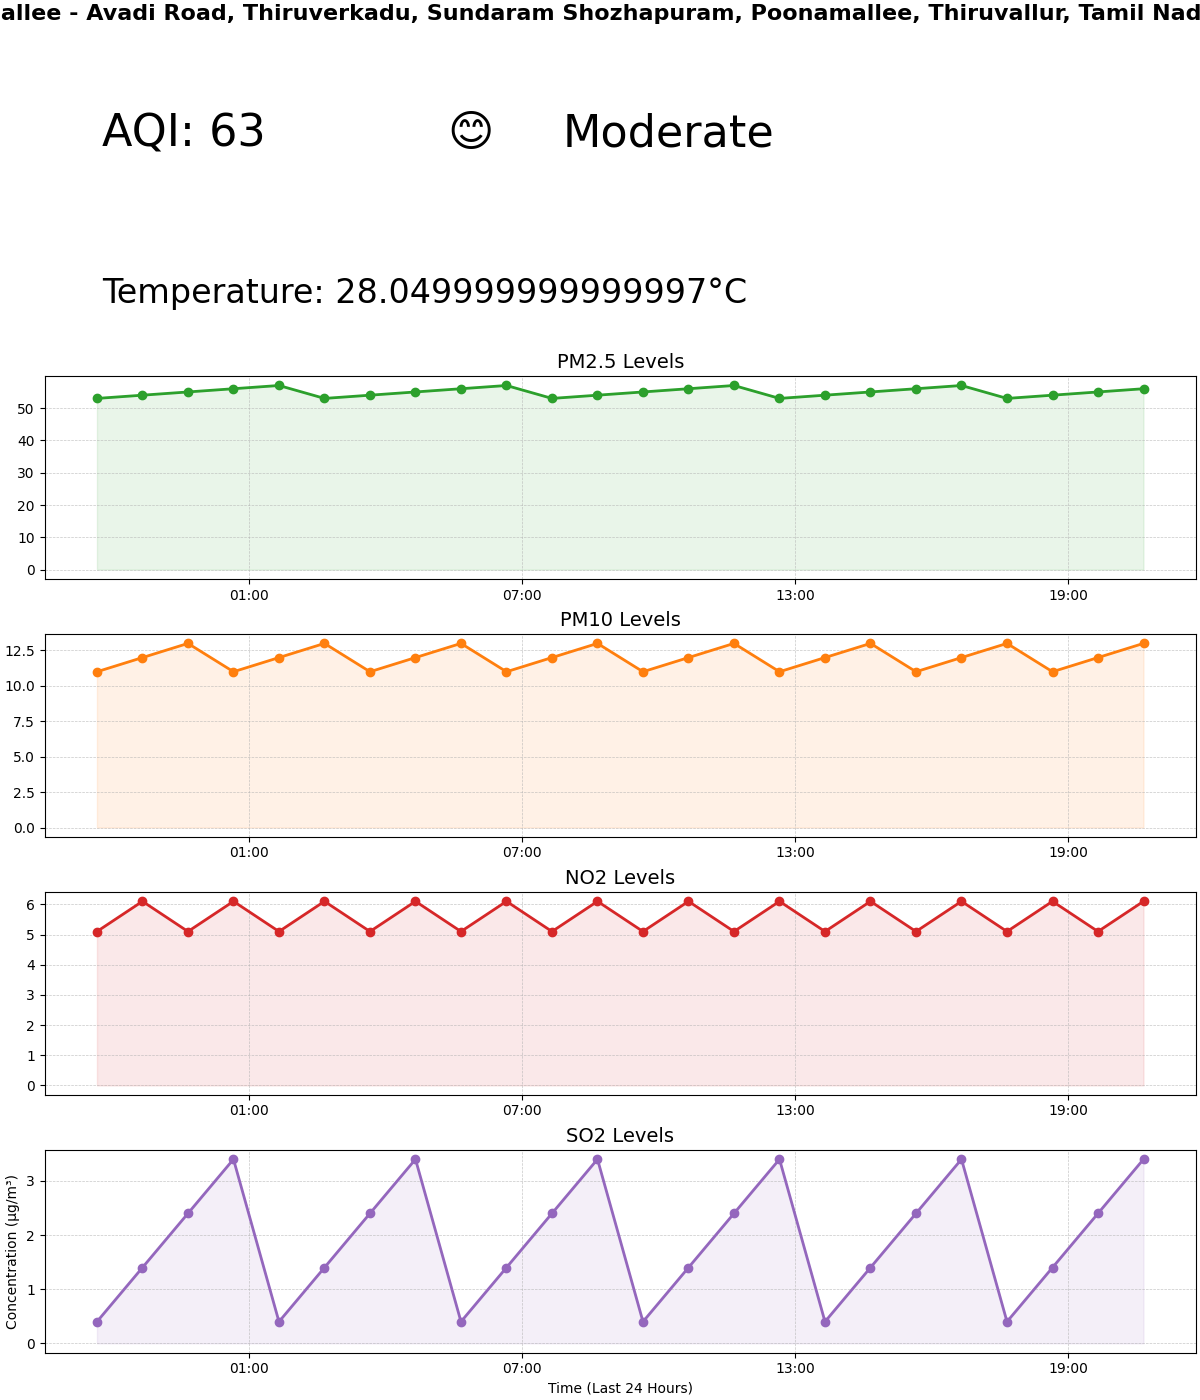 allee - Avadi Road, Thiruverkadu, Sundaram Shozhapuram, Poonamallee, Thiruvallur, Tamil Nad
AQI: 63 😊 Moderate
Temperature: 28.049999999999997°C
PM2.5 Levels
50
40
30
20
10
0
01:00 07:00 13:00 19:00
PM10 Levels
12.5
10.0
7.5
5.0
2.5
0.0
01:00 07:00 13:00 19:00
NO2 Levels
6
5
4
3
2
1
0
01:00 07:00 13:00 19:00
SO2 Levels
Concentration (µg/m³)
3
2
1
0
01:00 07:00 13:00 19:00
Time (Last 24 Hours)